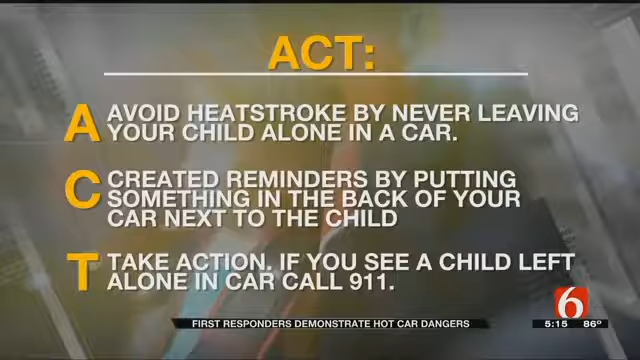 ACT:
A AVOID HEATSTROKE BY NEVER LEAVING
YOUR CHILD ALONE IN A CAR.
C CREATED REMINDERS BY PUTTING
SOMETHING IN THE BACK OF YOUR
CAR NEXT TO THE CHILD
T TAKE ACTION. IF YOU SEE A CHILD LEFT
ALONE IN CAR CALL 911.
6
FIRST RESPONDERS DEMONSTRATE HOT CAR DANGERS
5:15 86°